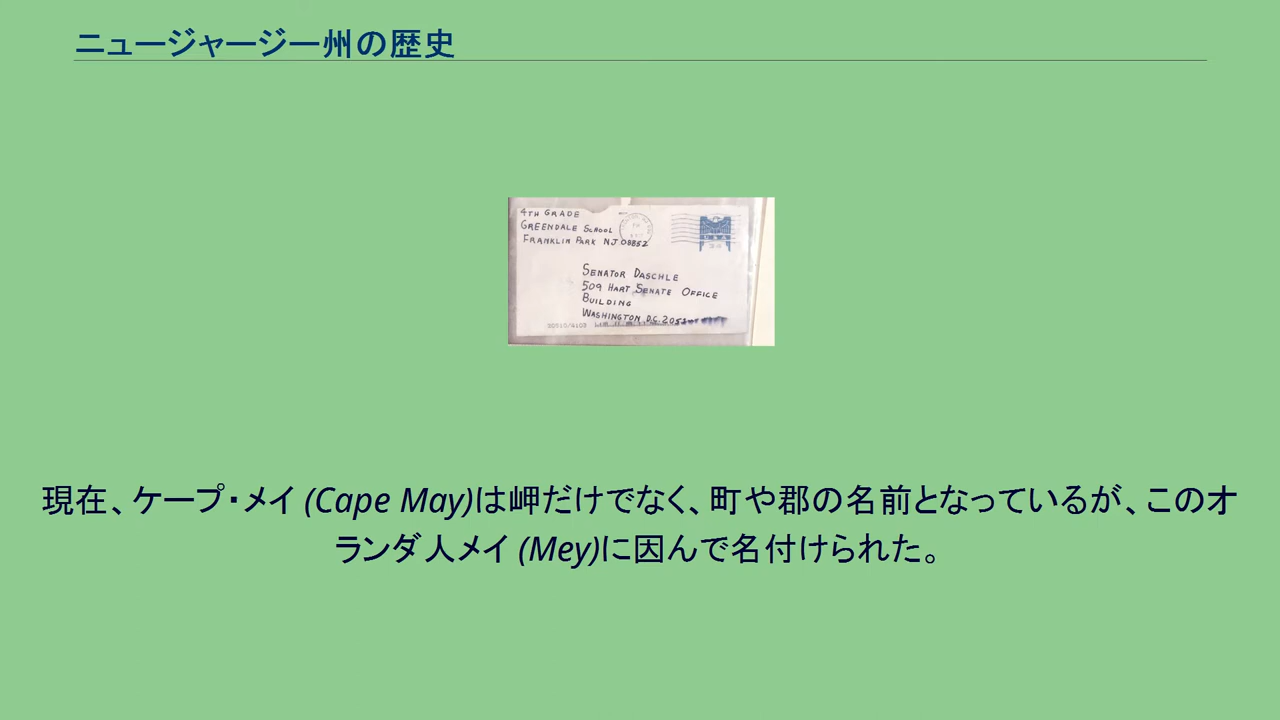 ニュージャージー州の歴史
4TH GRADE
GREENDALE SCHOOL
FRANKLIN PARK NJ 08852
USA
SENATOR DASCHLE
509 HART SENATE OFFICE
BUILDING
WASHINGTON D.C.
現在、ケープ・メイ (Cape May)は岬だけでなく、町や郡の名前となっているが、このオ
ランダ人メイ (Mey)に因んで名付けられた。